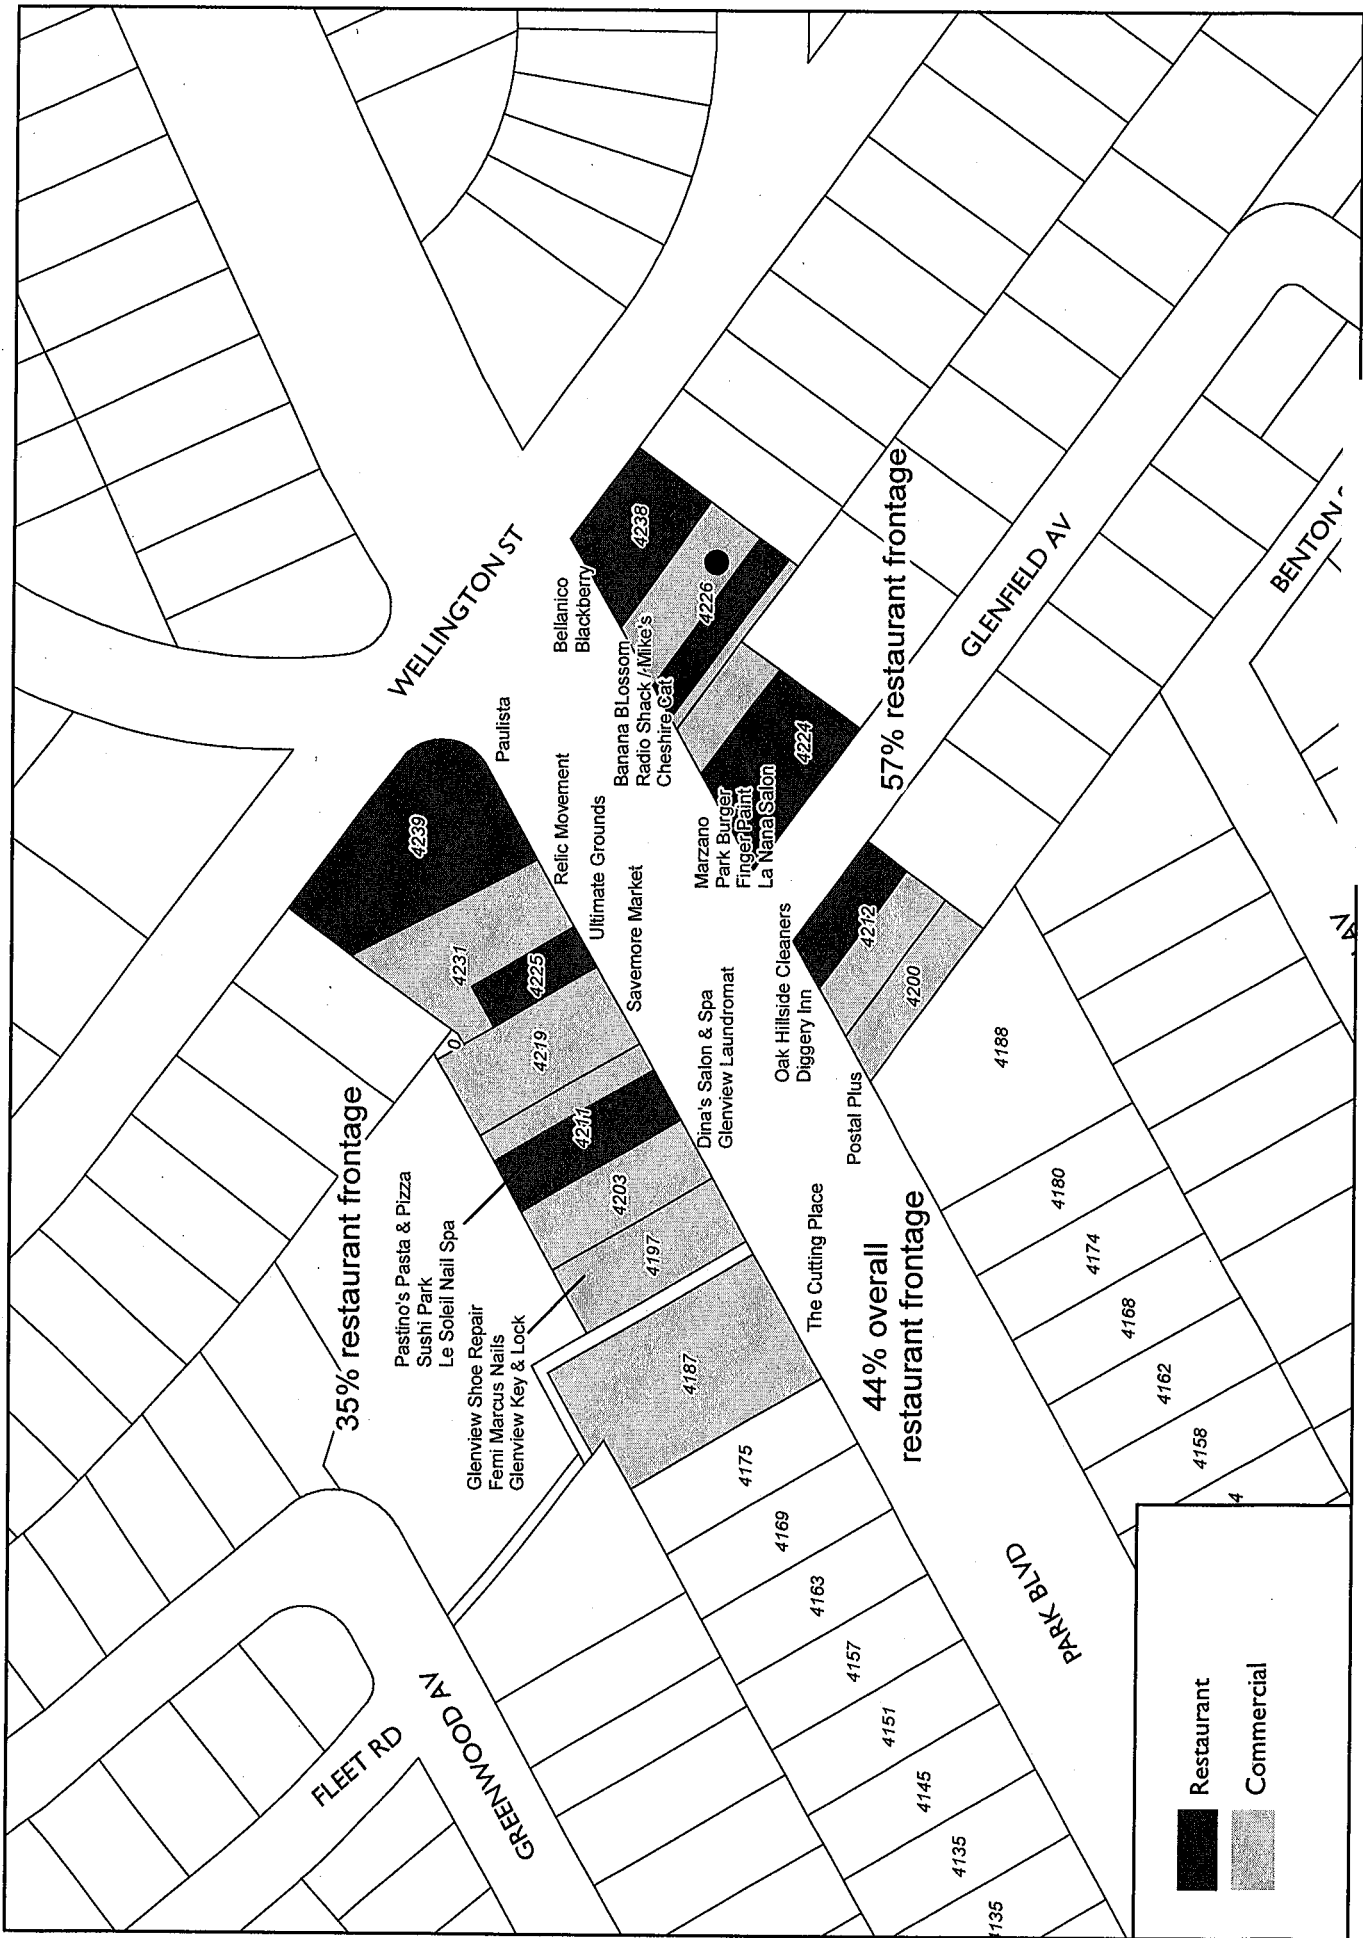 WELLINGTON ST
4238
Bellanico
Blackberry
4226
Banana BLossom
Radio Shack / Mike's
Cheshire Cat
57% restaurant frontage
GLENFIELD AV
BENTON
Paulista
4239
Relic Movement
Ultimate Grounds
Savemore Market
Marzano
Park Burger
Finger Paint
La Nana Salon
4224
4231
4225
4219
0
4212
4200
Oak Hillside Cleaners
Diggery Inn
Dina's Salon & Spa
Glenview Laundromat
Postal Plus
AV
4188
35% restaurant frontage
4211
4203
4197
Pastino's Pasta & Pizza
Sushi Park
Le Soleil Nail Spa
Glenview Shoe Repair
Femi Marcus Nails
Glenview Key & Lock
The Cutting Place
44% overall
restaurant frontage
4187
4180
4174
4168
4162
4158
4
4175
4169
4163
4157
4151
4145
4135
135
PARK BLVD
FLEET RD
GREENWOOD AV
Restaurant
Commercial